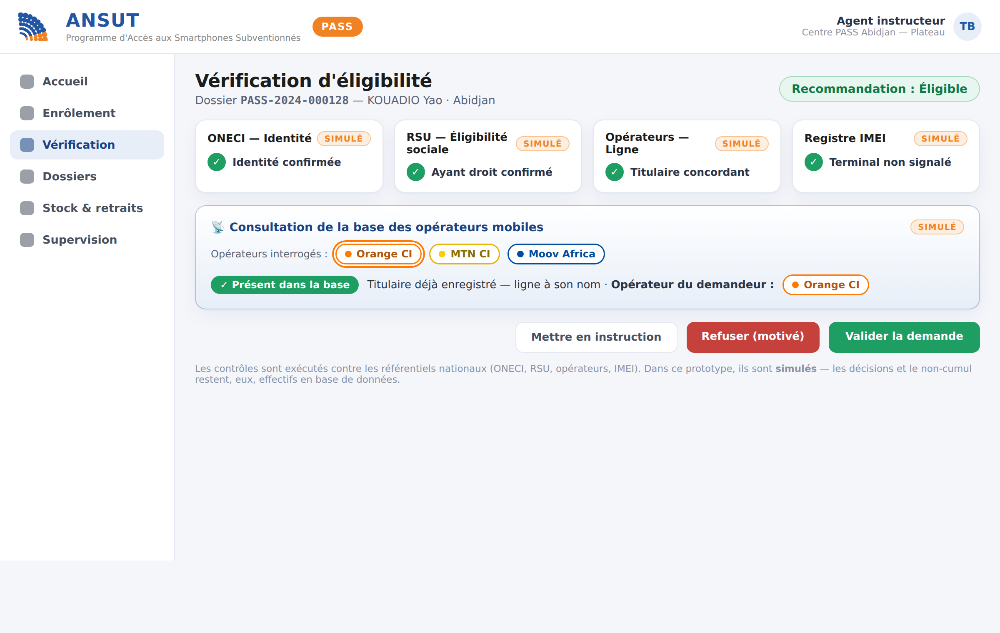 ANSUT
Programme d'Accès aux Smartphones Subventionnés
PASS
Agent instructeur
Centre PASS Abidjan — Plateau
TB
Accueil
Enrôlement
Vérification
Dossiers
Stock & retraits
Supervision
Vérification d'éligibilité
Dossier PASS-2024-000128 — KOUADIO Yao · Abidjan
Recommandation : Éligible
ONECI — Identité
SIMULÉ
✓ Identité confirmée
RSU — Éligibilité
sociale
SIMULÉ
✓ Ayant droit confirmé
Opérateurs —
Ligne
SIMULÉ
✓ Titulaire concordant
Registre IMEI
SIMULÉ
✓ Terminal non signalé
📡 Consultation de la base des opérateurs mobiles
SIMULÉ
Opérateurs interrogés : Orange CI MTN CI Moov Africa
✓ Présent dans la base Titulaire déjà enregistré — ligne à son nom · Opérateur du demandeur : Orange CI
Mettre en instruction
Refuser (motivé)
Valider la demande
Les contrôles sont exécutés contre les référentiels nationaux (ONECI, RSU, opérateurs, IMEI). Dans ce prototype, ils sont simulés — les décisions et le non-cumul
restent, eux, effectifs en base de données.